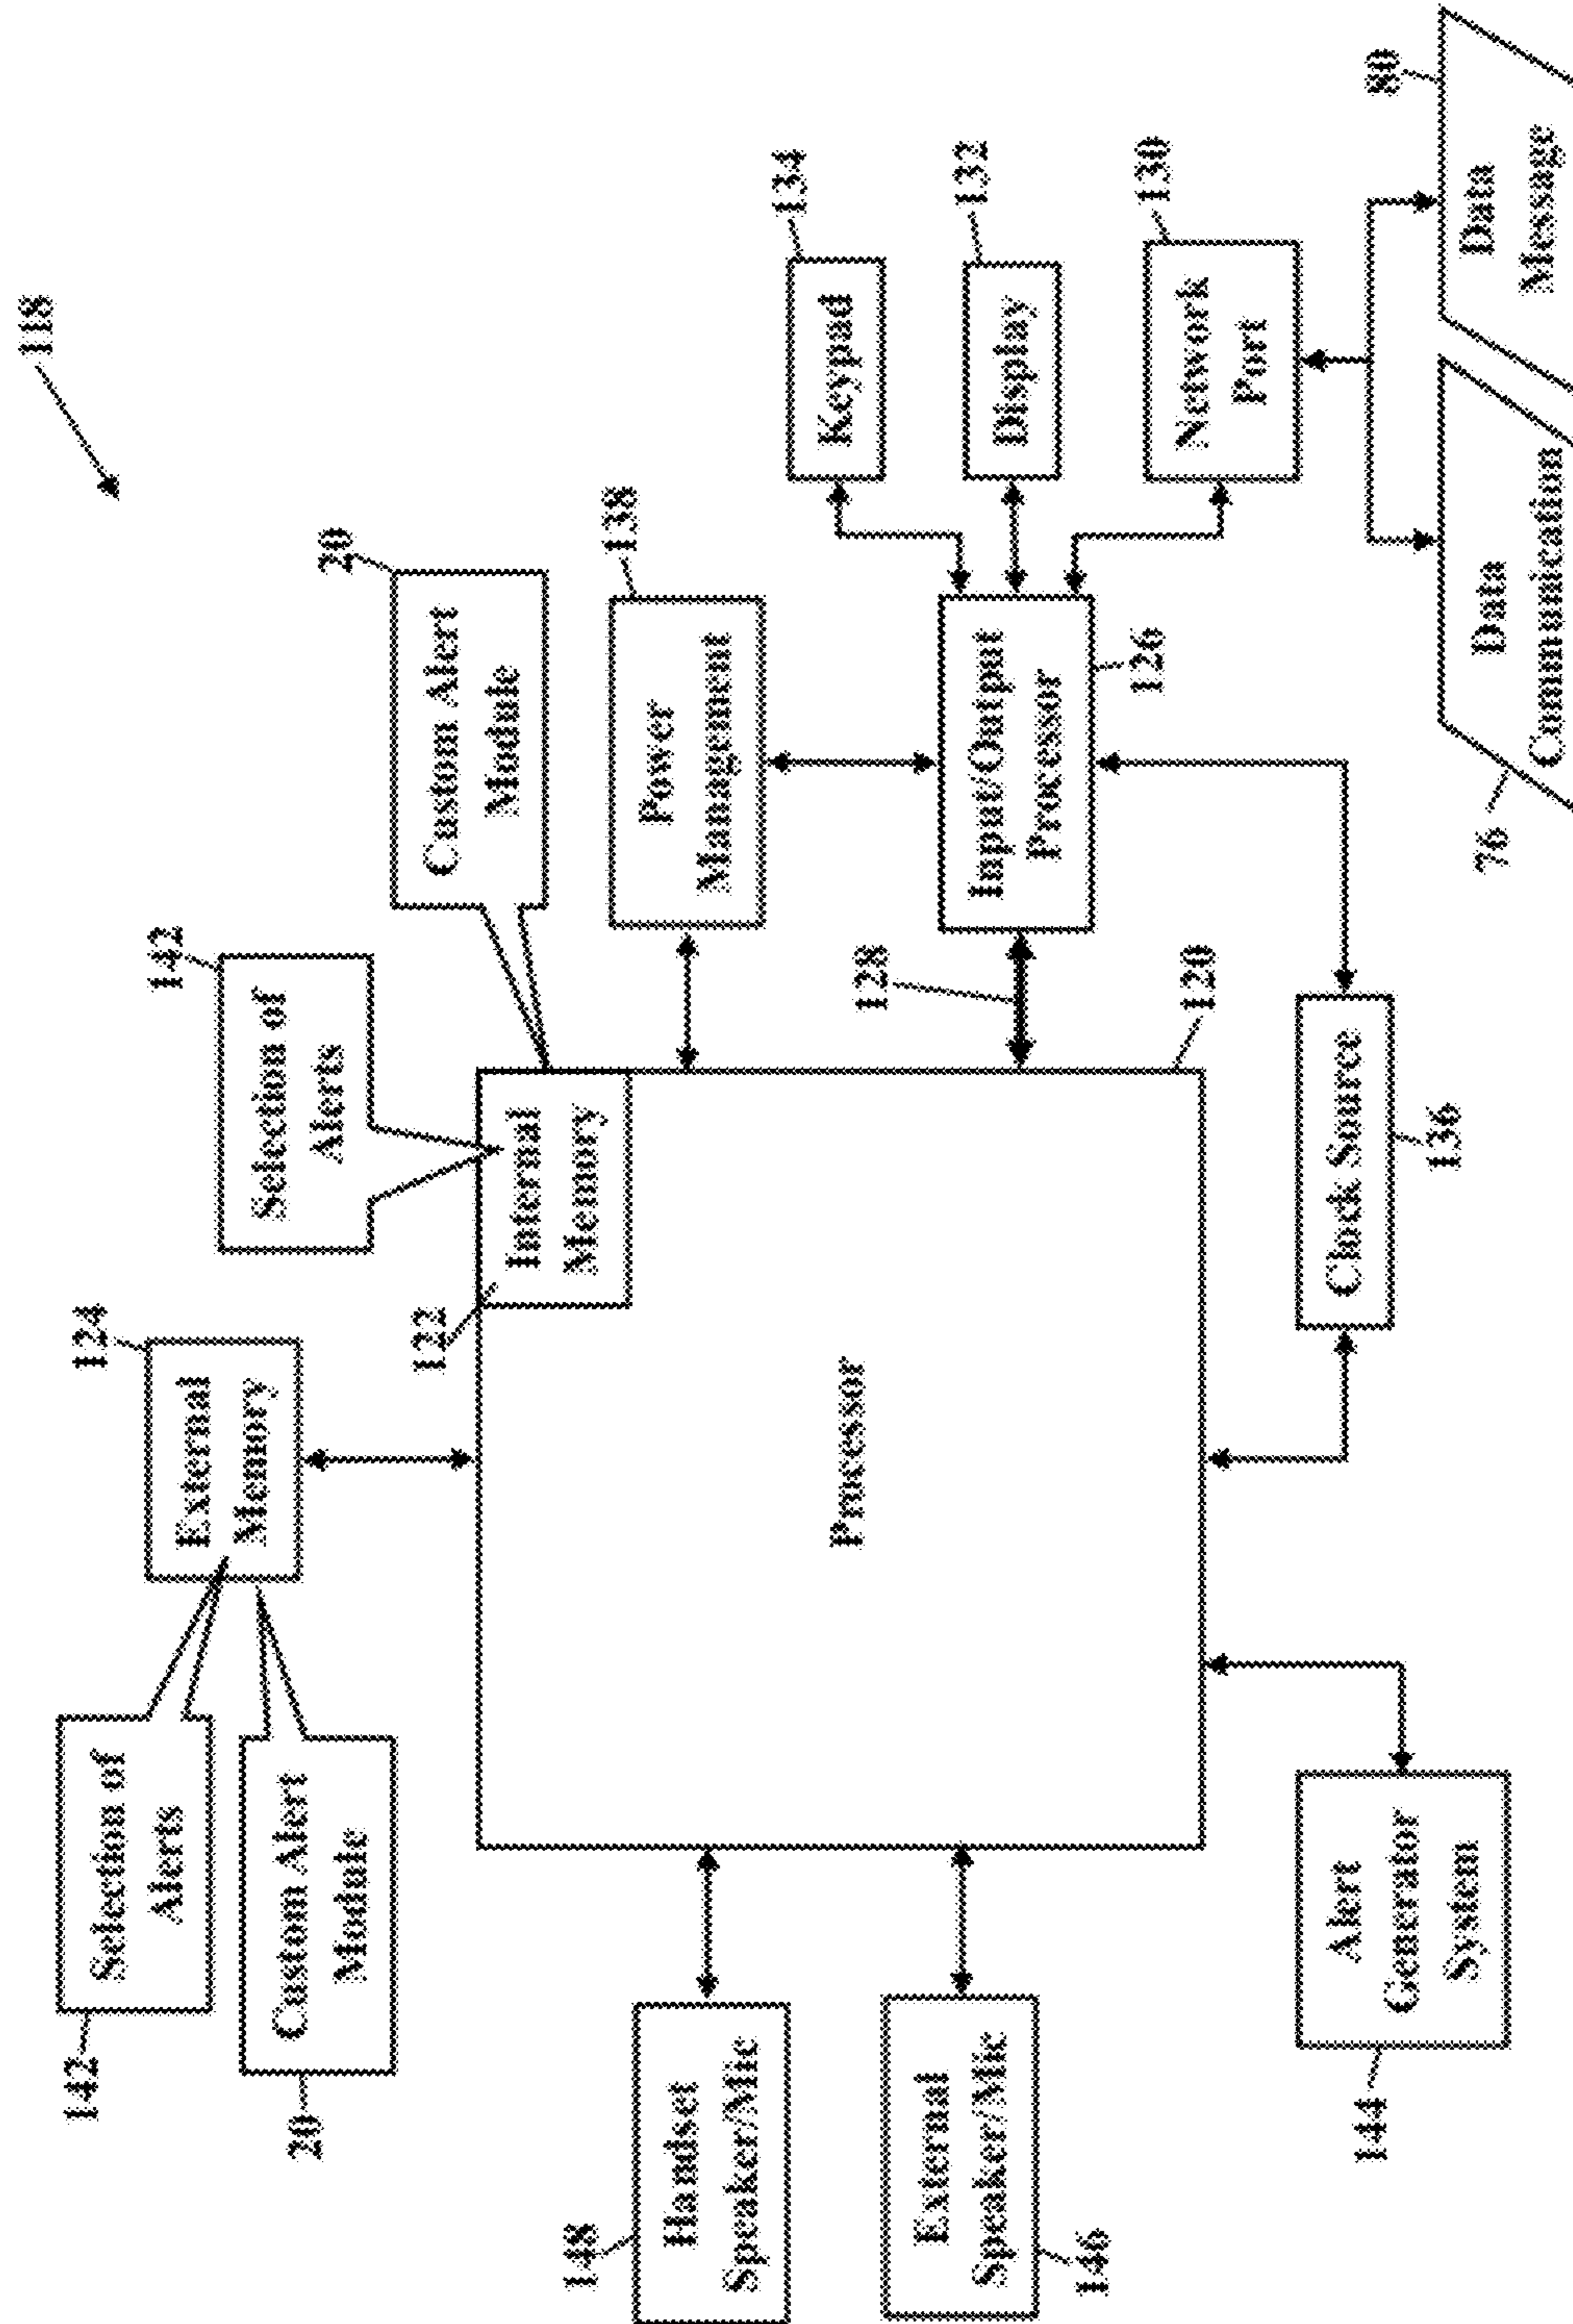 118
142
Selection of
Alerts
20
Custom Alert
Module
124
External
Memory
142
Selection of
Alerts
20
Custom Alert
Module
122
Internal
Memory
138
Power
Management
134
Keypad
148
Handset
Speaker/Mic
Processor
128
Input/Output
Processor
126
132
Display
146
External
Speaker/Mic
120
130
Network
Port
144
Alert
Generator
System
Clock Source
136
76
Data
Communication
80
Data
Message